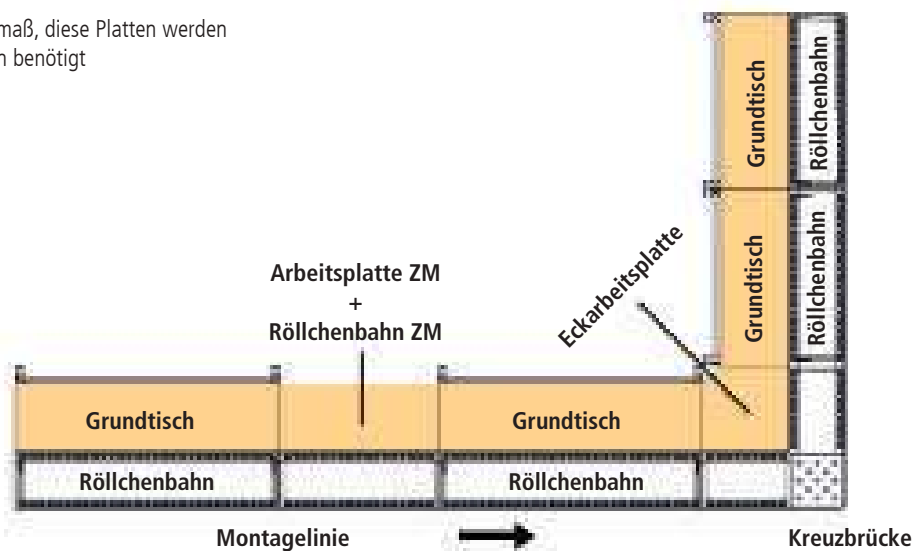 maß, diese Platten werden
benötigt
Grundtisch
Röllchenbahn
Grundtisch
Röllchenbahn
Arbeitsplatte ZM
+
Röllchenbahn ZM
Eckarbeitsplatte
Grundtisch
Grundtisch
Röllchenbahn
Röllchenbahn
Montagelinie
Kreuzbrücke